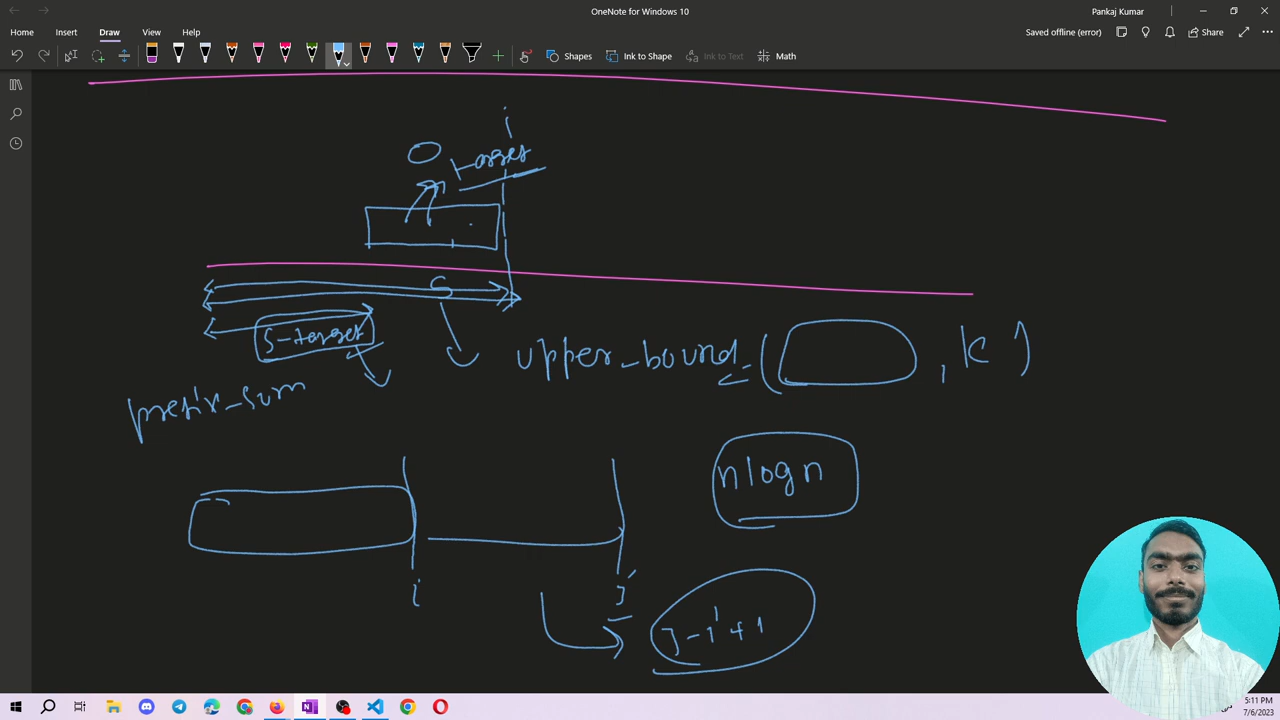 OneNote for Windows 10
Pankaj Kumar
Home Insert Draw View Help
Saved offline (error) Share
Shapes Ink to Shape Ink to Text Math
i
0
target
S
S-target
upper_bound ( , K )
prefix_sum
nlogn
i
j
j-i+1
5:11 PM
7/6/2023